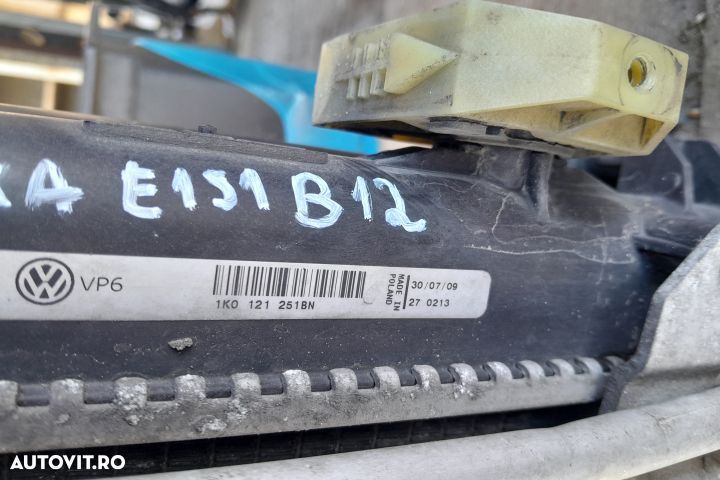 E151 B12
VP6
1K0 121 251BN
MADE IN
POLAND
30/07/09
27 0213
AUTOVIT.RO